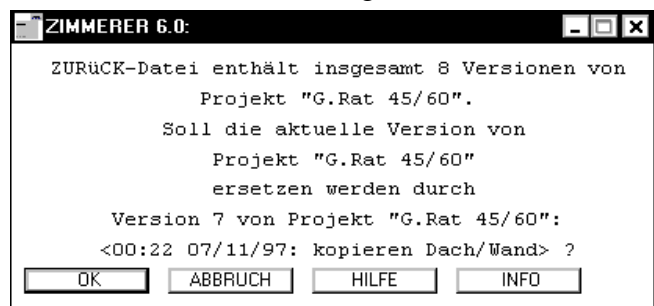 ZIMMERER 6.0:
ZURüCK-Datei enthält insgesamt 8 Versionen von
Projekt "G.Rat 45/60".
Soll die aktuelle Version von
Projekt "G.Rat 45/60"
ersetzen werden durch
Version 7 von Projekt "G.Rat 45/60":
<00:22 07/11/97: kopieren Dach/Wand> ?
OK ABBRUCH HILFE INFO